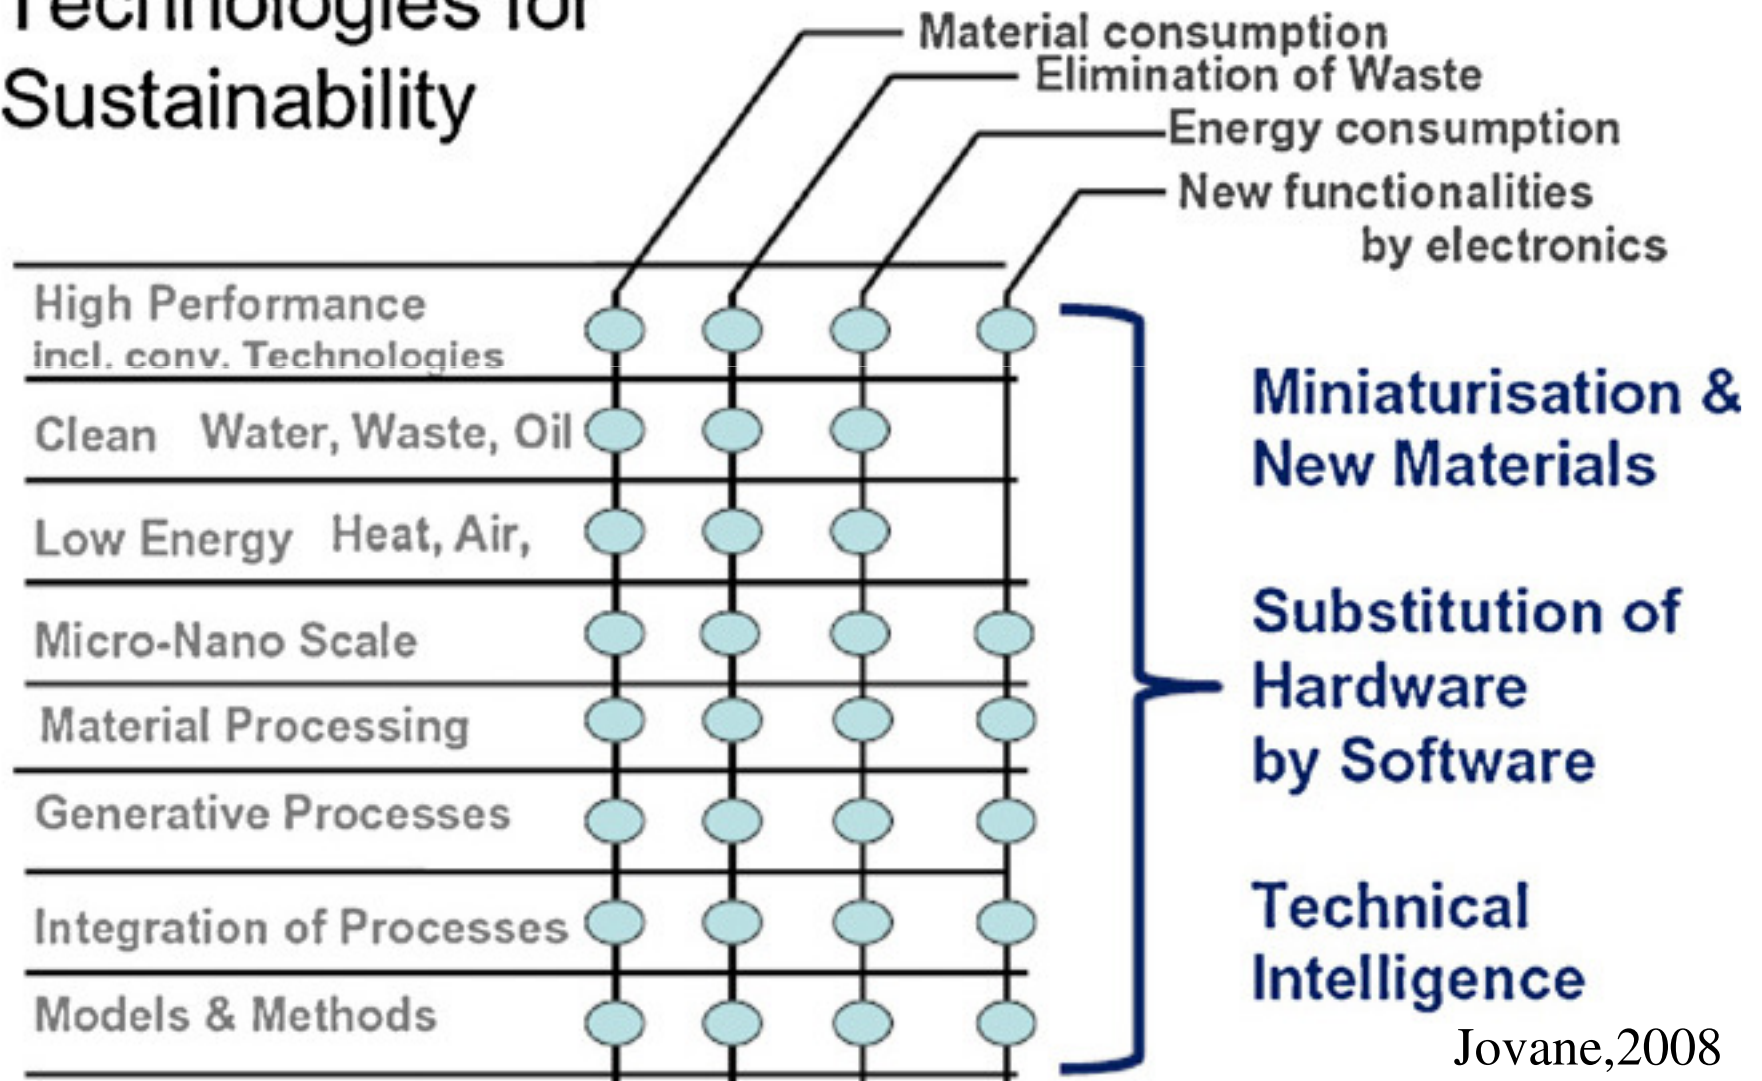 Technologies for
Sustainability
Material consumption
Elimination of Waste
Energy consumption
New functionalities
by electronics
High Performance
incl. conv. Technologies
Clean Water, Waste, Oil
Low Energy Heat, Air,
Micro-Nano Scale
Material Processing
Generative Processes
Integration of Processes
Models & Methods
Miniaturisation &
New Materials
Substitution of
Hardware
by Software
Technical
Intelligence
Jovane,2008